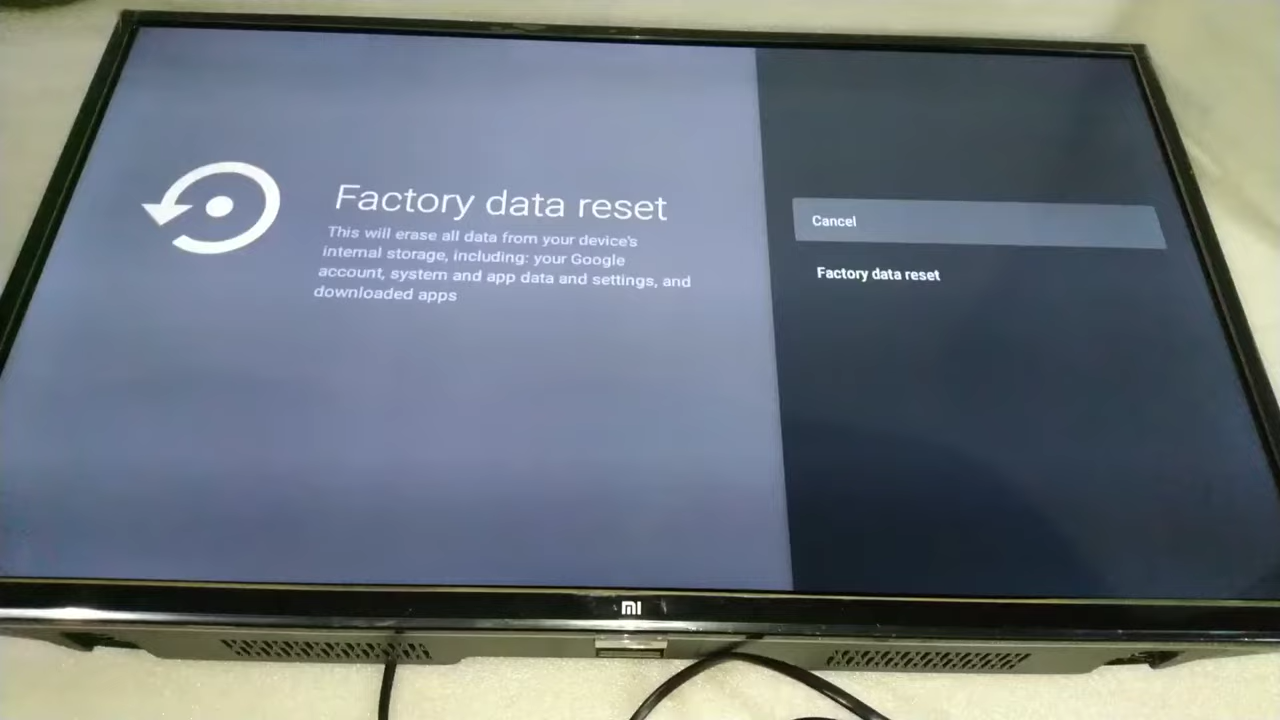 Factory data reset
This will erase all data from your device's
internal storage, including: your Google
account, system and app data and settings, and
downloaded apps
Cancel
Factory data reset
mi